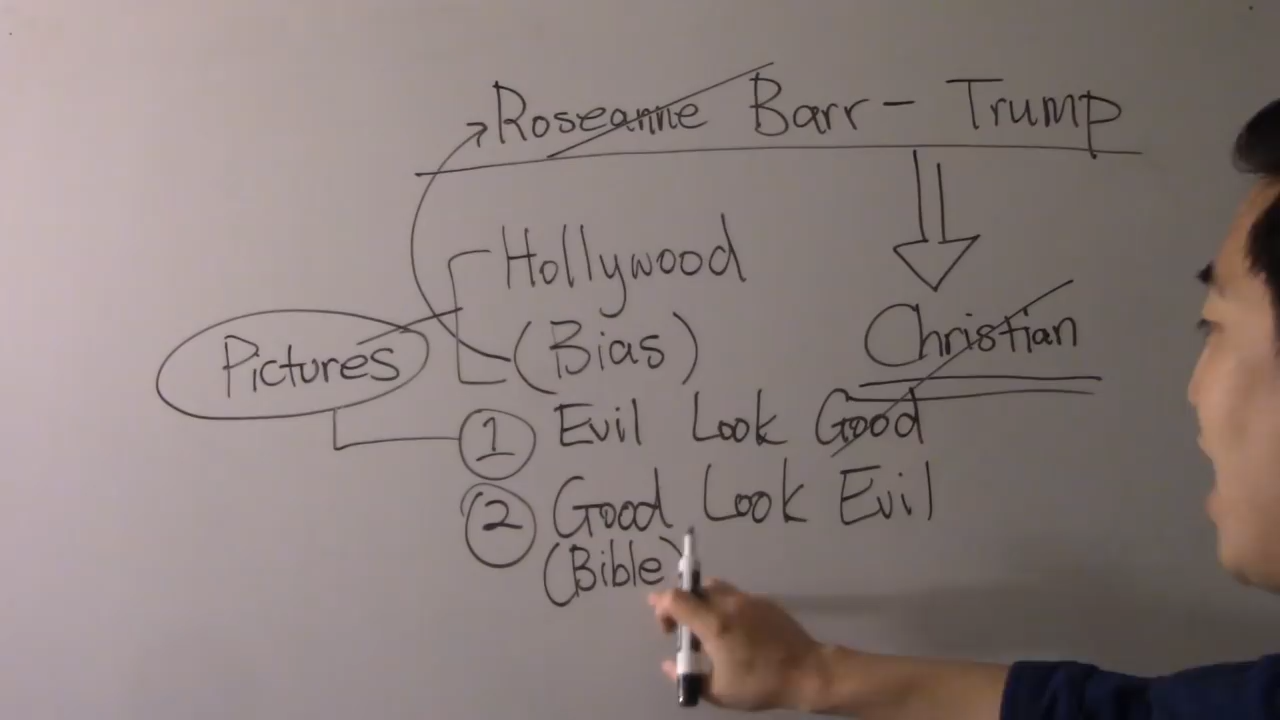 Roseanne Barr - Trump
Hollywood
Pictures
(Bias)
Christian
1 Evil Look Good
2 Good Look Evil
(Bible)